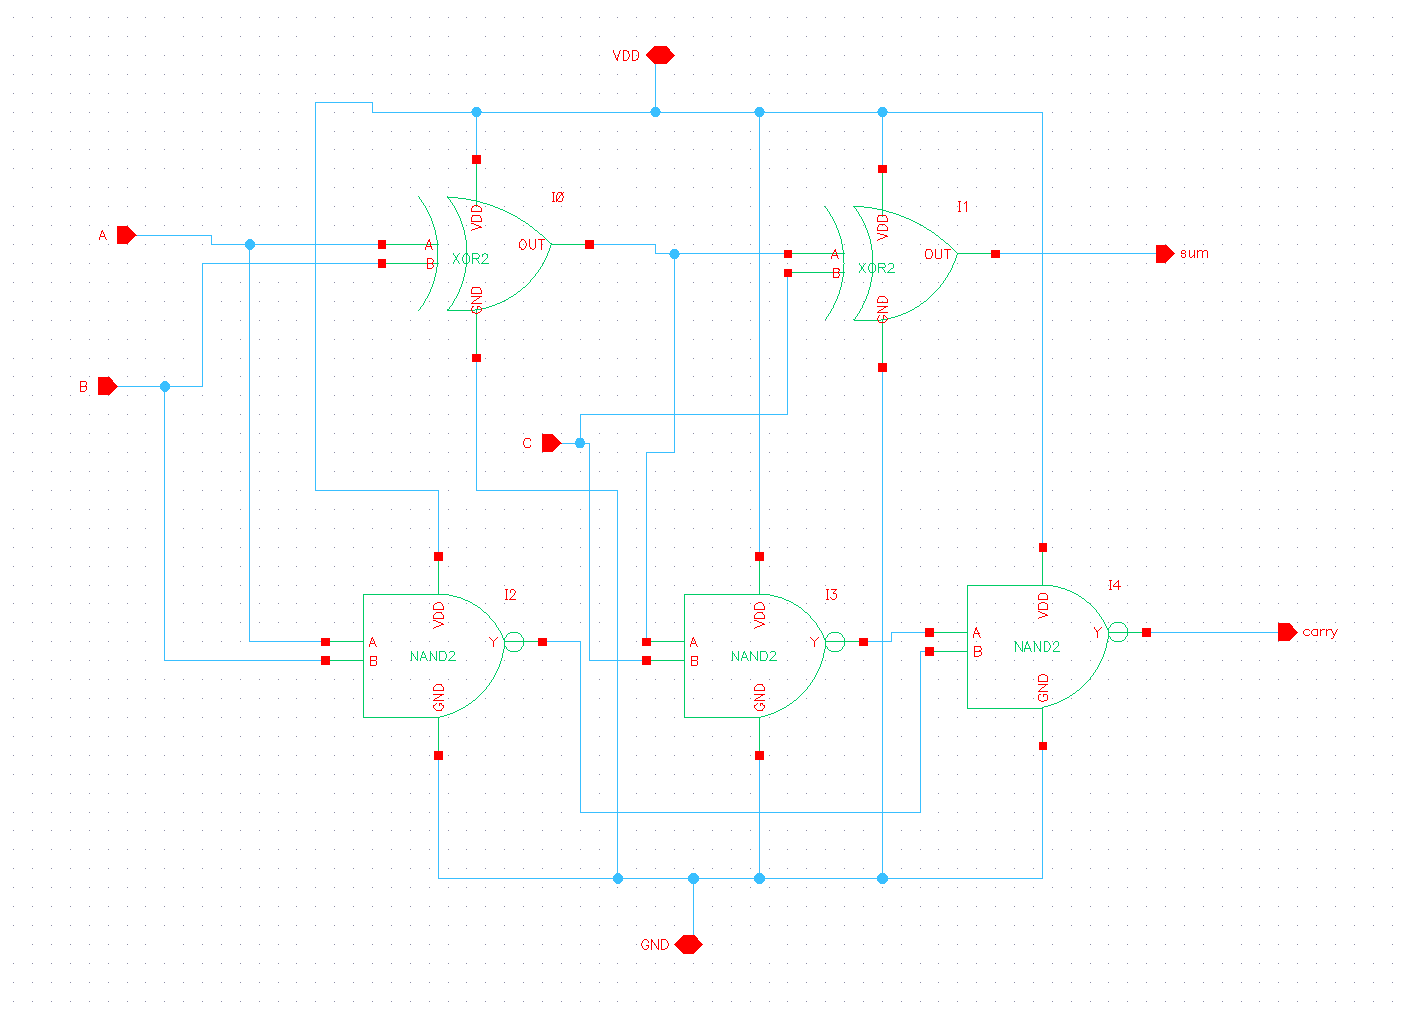 VDD
I0
I1
VDD
VDD
A
A
OUT
A
OUT
sum
B
XOR2
B
XOR2
GND
GND
B
C
I2
I3
I4
VDD
VDD
VDD
A
Y
A
Y
A
Y
carry
B
NAND2
B
NAND2
B
NAND2
GND
GND
GND
GND